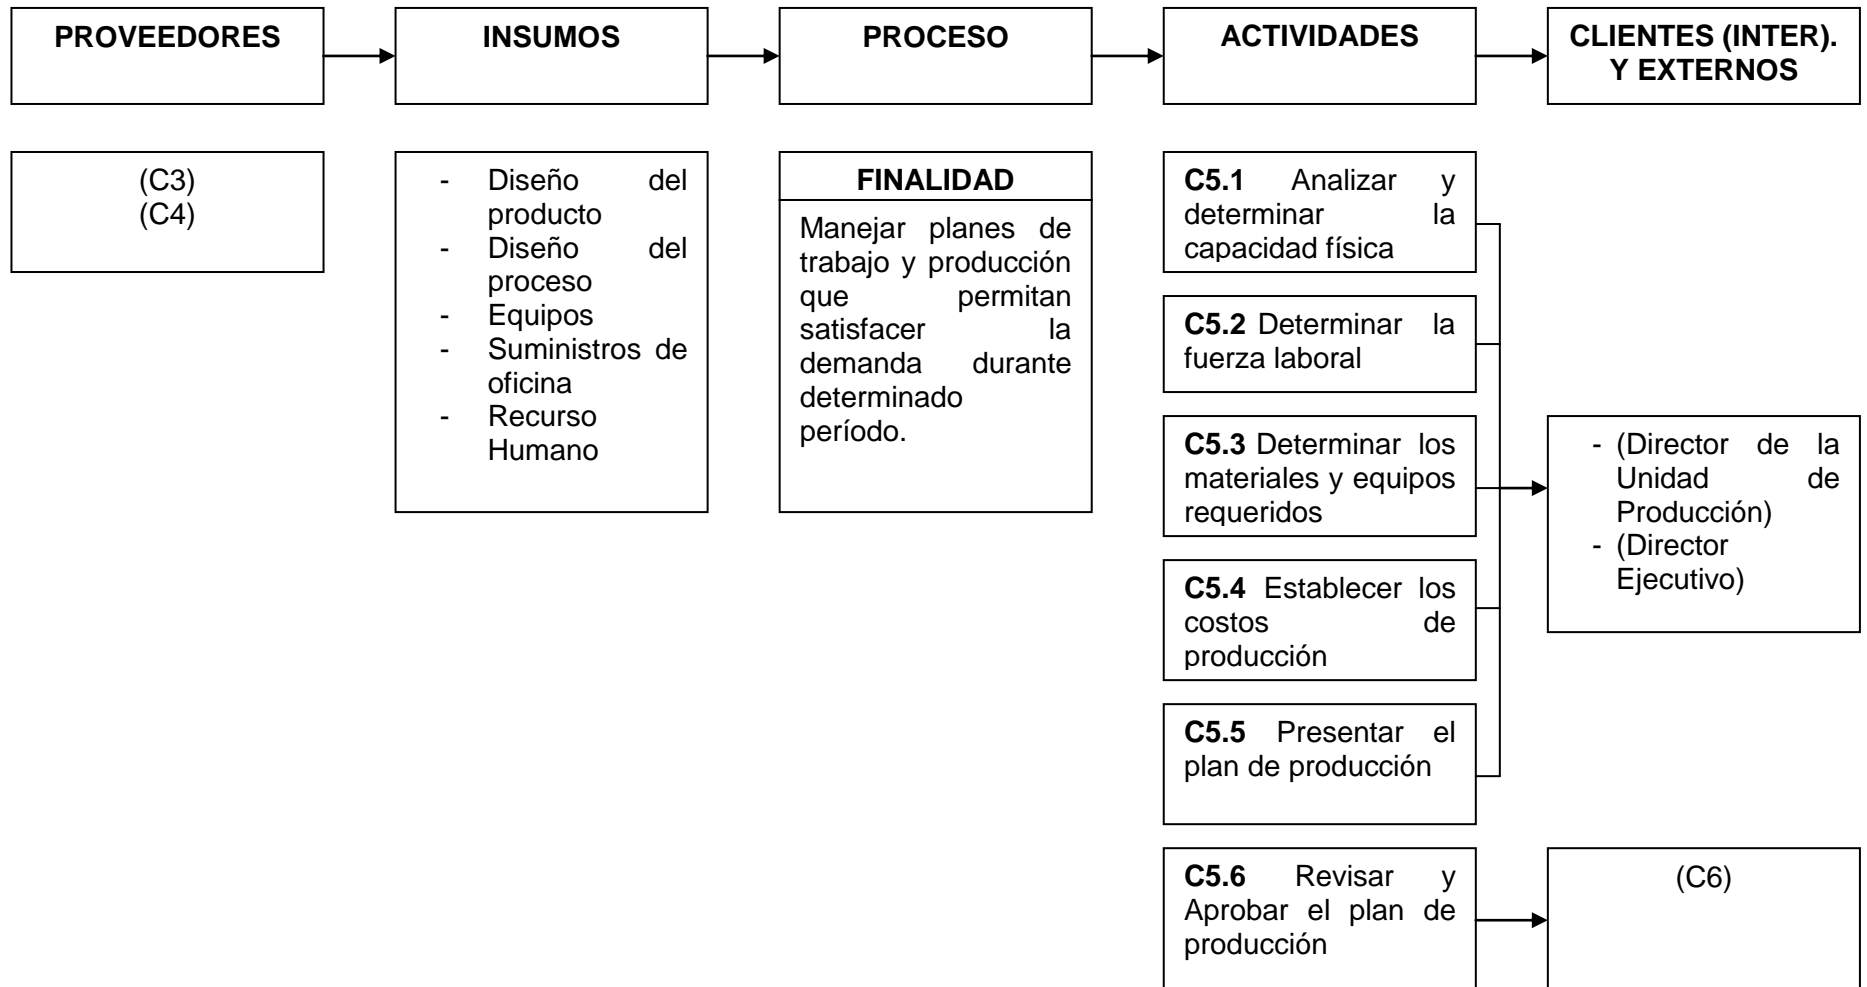 PROVEEDORES
INSUMOS
PROCESO
ACTIVIDADES
CLIENTES (INTER).
Y EXTERNOS
(C3)
(C4)
- Diseño del
producto
- Diseño del
proceso
- Equipos
- Suministros de
oficina
- Recurso
Humano
FINALIDAD
Manejar planes de
trabajo y producción
que permitan
satisfacer la
demanda durante
determinado
período.
C5.1 Analizar y
determinar la
capacidad física
C5.2 Determinar la
fuerza laboral
C5.3 Determinar los
materiales y equipos
requeridos
C5.4 Establecer los
costos de
producción
C5.5 Presentar el
plan de producción
C5.6 Revisar y
Aprobar el plan de
producción
- (Director de la
Unidad de
Producción)
- (Director
Ejecutivo)
(C6)